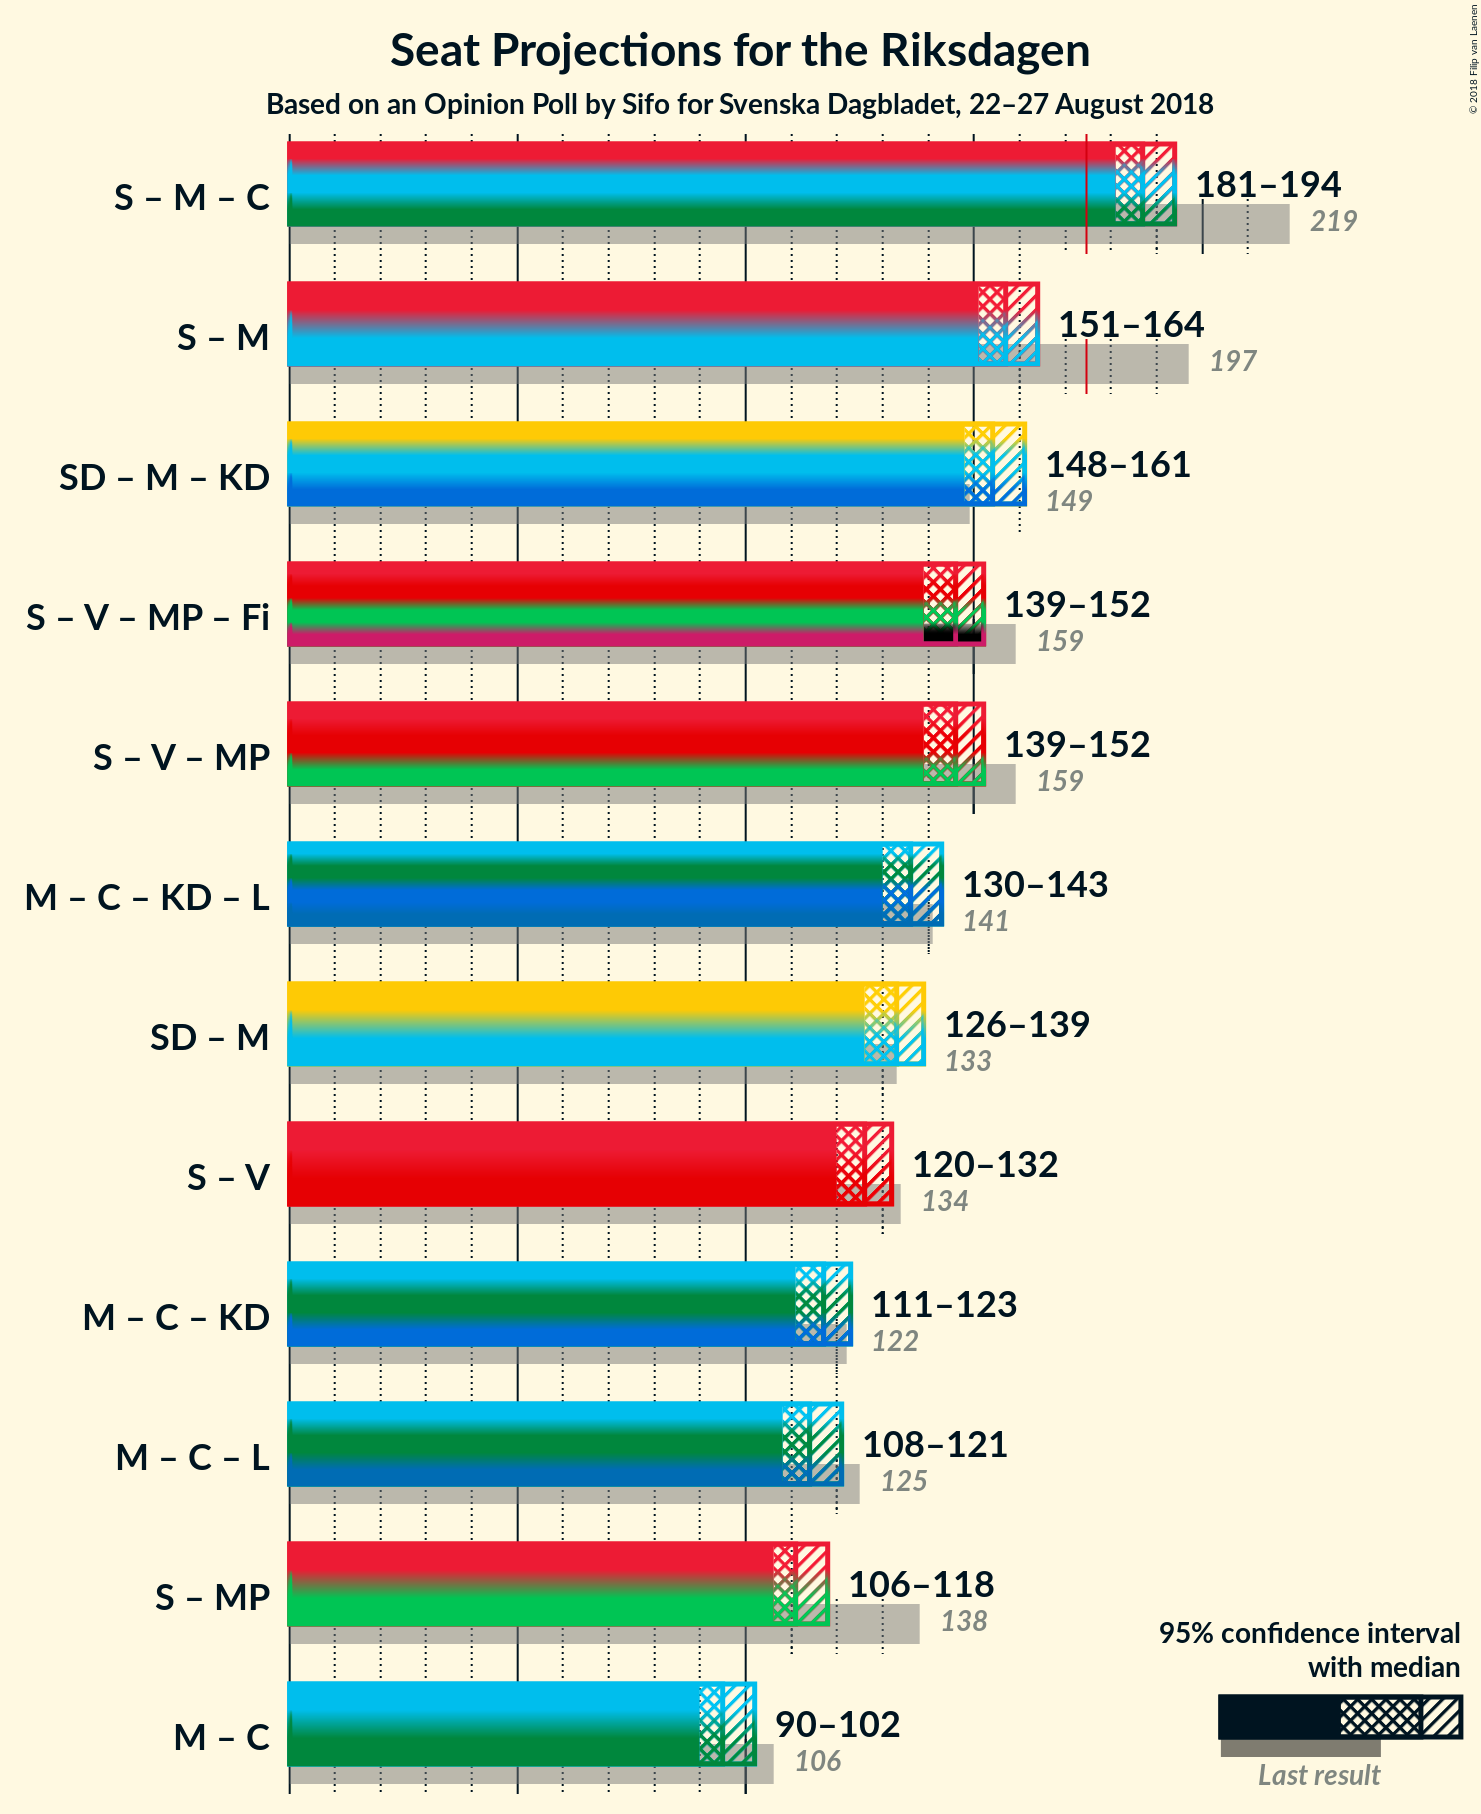 © 2018 Filip van Laenen
Seat Projections for the Riksdagen
Based on an Opinion Poll by Sifo for Svenska Dagbladet, 22–27 August 2018
S – M – C
181–194
219
S – M
151–164
197
SD – M – KD
148–161
149
S – V – MP – Fi
139–152
159
S – V – MP
139–152
159
M – C – KD – L
130–143
141
SD – M
126–139
133
S – V
120–132
134
M – C – KD
111–123
122
M – C – L
108–121
125
S – MP
106–118
138
M – C
90–102
106
95% confidence interval
with median
Last result